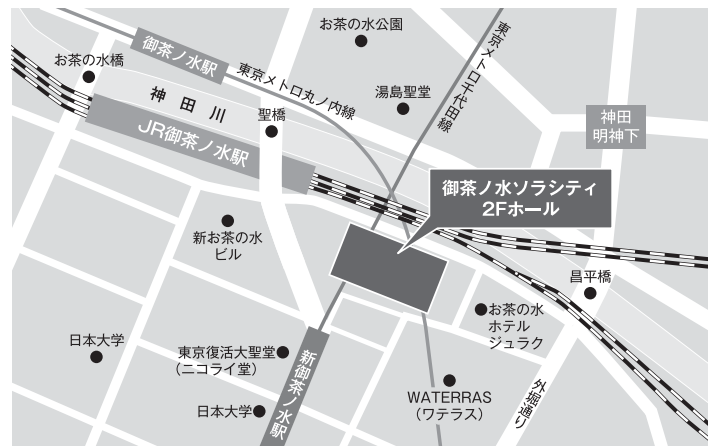 お茶の水公園
お茶の水橋
御茶ノ水駅
東京メトロ丸ノ内線
東京メトロ千代田線
湯島聖堂
神田川
聖橋
神田
明神下
JR御茶ノ水駅
御茶ノ水ソラシティ
2Fホール
新お茶の水
ビル
昌平橋
お茶の水
ホテル
ジュラク
日本大学
東京復活大聖堂
(ニコライ堂)
新御茶ノ水駅
WATERRAS
(ワテラス)
外堀通り
日本大学